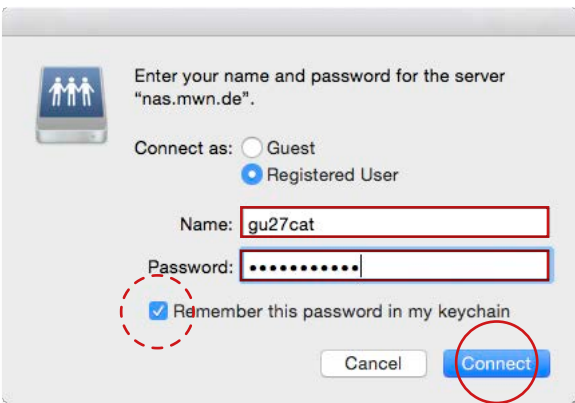 Enter your name and password for the server
"nas.mwn.de".
Connect as: Guest
Registered User
Name: gu27cat
Password: •••••••••••
Remember this password in my keychain
Cancel Connect